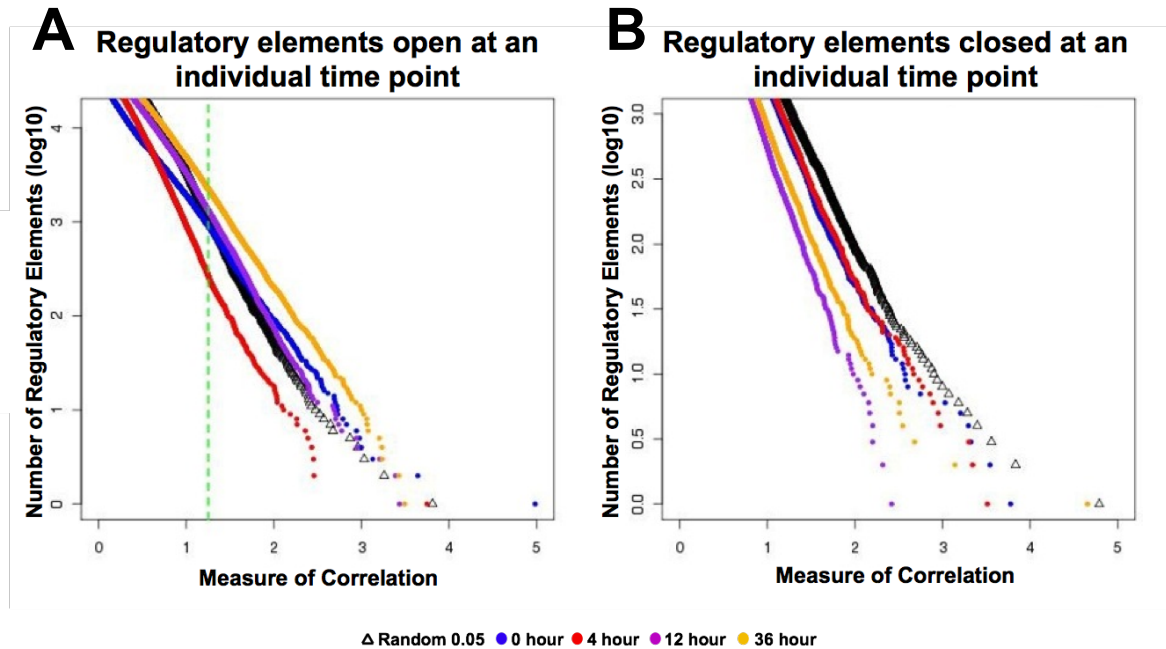 A
Regulatory elements open at an
individual time point
Number of Regulatory Elements (log10)
4
3
2
1
0
0 1 2 3 4 5
Measure of Correlation
B
Regulatory elements closed at an
individual time point
Number of Regulatory Elements (log10)
3.0
2.5
2.0
1.5
1.0
0.5
0.0
0 1 2 3 4 5
Measure of Correlation
Random 0.05 0 hour 4 hour 12 hour 36 hour